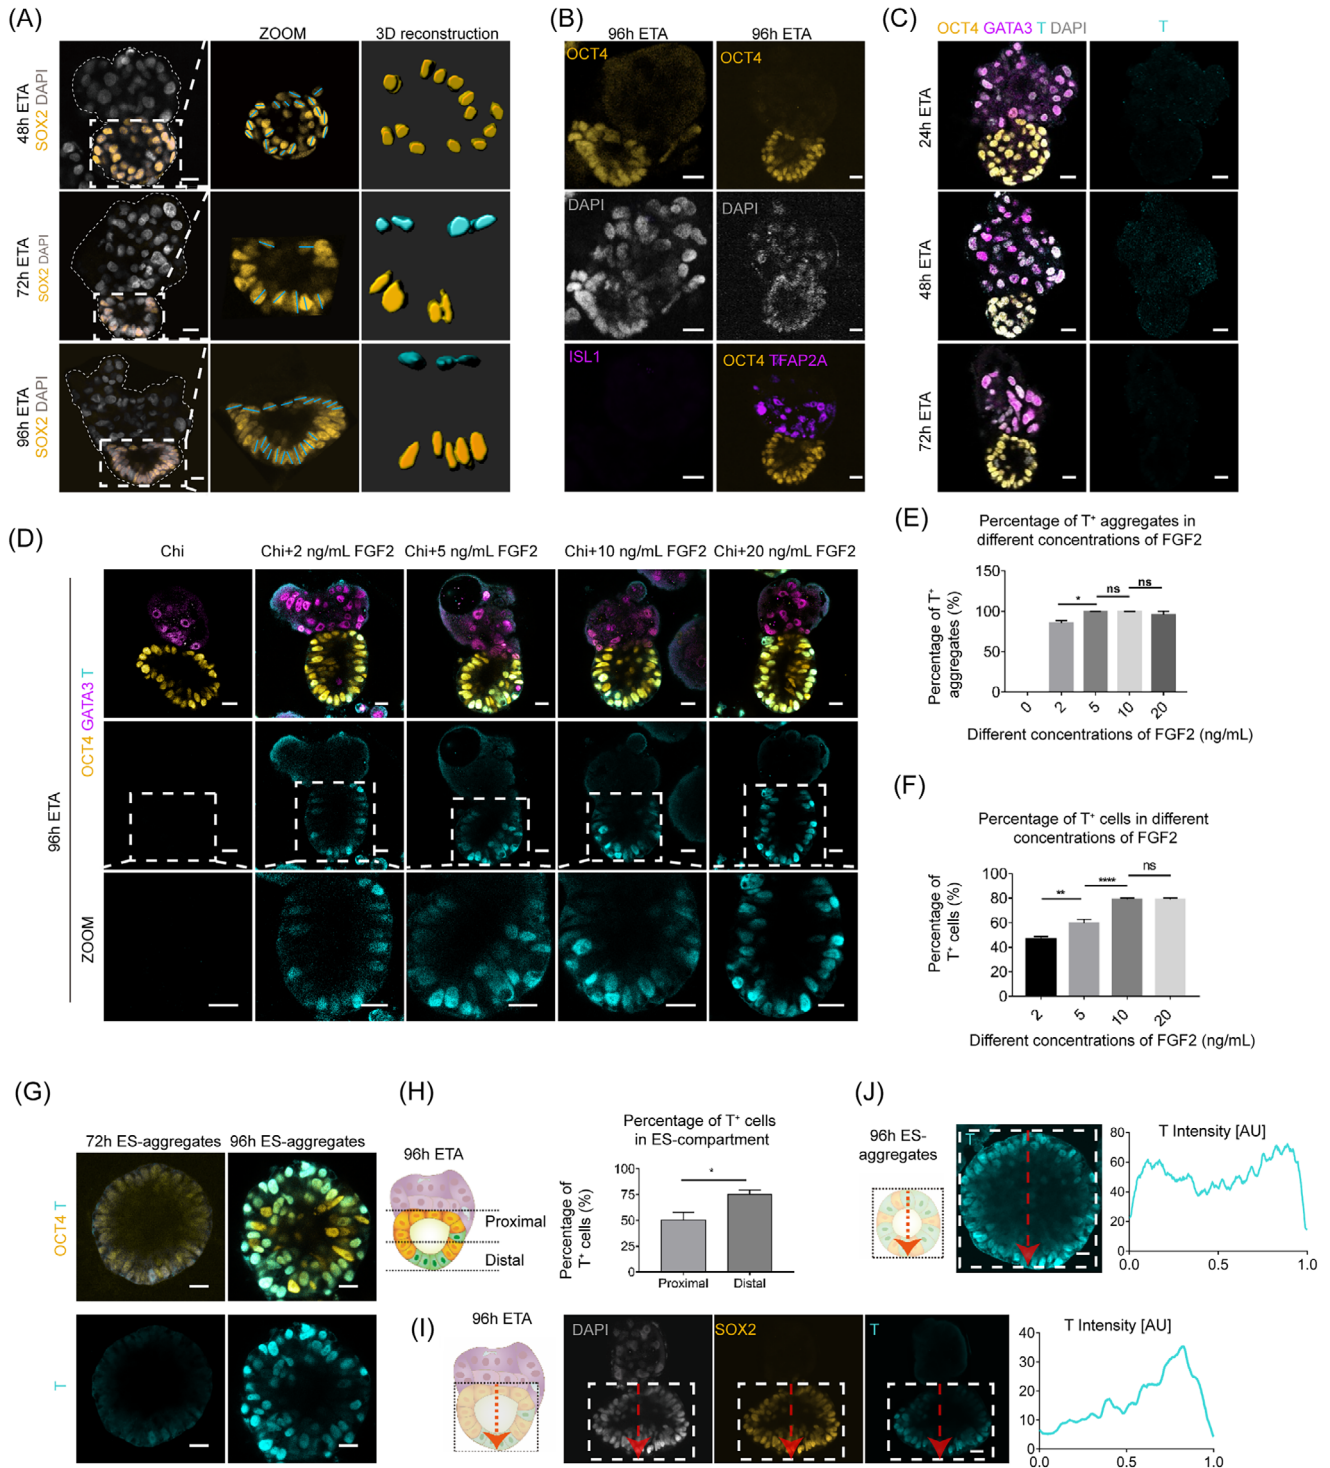 (A)
ZOOM
3D reconstruction
48h ETA
SOX2 DAPI
72h ETA
SOX2 DAPI
96h ETA
SOX2 DAPI
(B)
96h ETA
96h ETA
OCT4
OCT4
DAPI
DAPI
ISL1
OCT4 TFAP2A
(C)
OCT4 GATA3 T DAPI
T
24h ETA
48h ETA
72h ETA
(D)
Chi
Chi+2 ng/mL FGF2
Chi+5 ng/mL FGF2
Chi+10 ng/mL FGF2
Chi+20 ng/mL FGF2
96h ETA
OCT4 GATA3 T
ZOOM
(E)
Percentage of T+ aggregates in
different concentrations of FGF2
Percentage of T+
aggregates (%)
150
100
50
0
*
ns
ns
0
2
5
10
20
Different concentrations of FGF2 (ng/mL)
(F)
Percentage of T+ cells in different
concentrations of FGF2
Percentage of
T+ cells (%)
100
80
60
40
20
0
**
****
ns
2
5
10
20
Different concentrations of FGF2 (ng/mL)
(G)
72h ES-aggregates
96h ES-aggregates
OCT4 T
T
(H)
96h ETA
Proximal
Distal
Percentage of T+ cells
in ES-compartment
Percentage of
T+ cells (%)
100
75
50
25
0
*
Proximal
Distal
(I)
96h ETA
DAPI
SOX2
T
T Intensity [AU]
40
30
20
10
0
0.0
0.5
1.0
(J)
96h ES-
aggregates
T
T Intensity [AU]
80
60
40
20
0
0.0
0.5
1.0